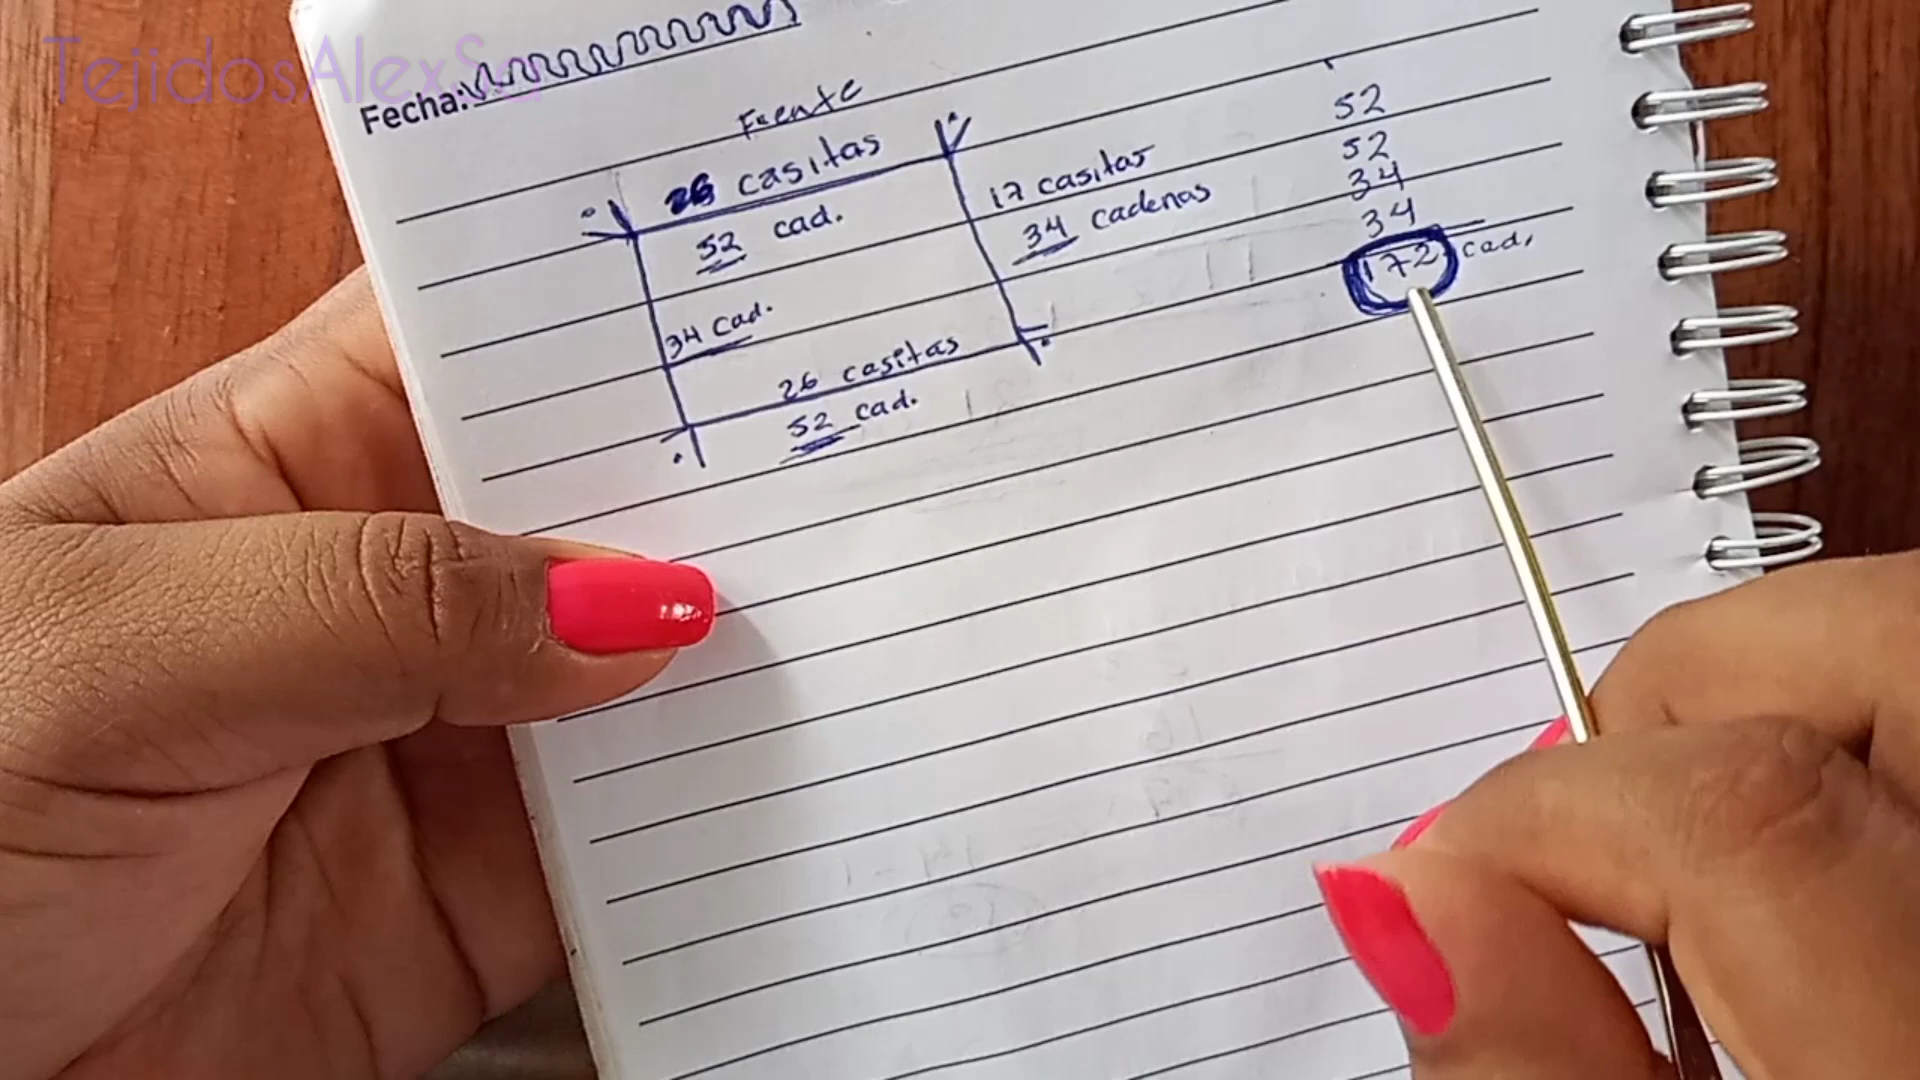 TejidosAlexSa
Fecha:
Frente
26 casitas
52 cad.
17 casitas
34 cadenas
34 cad.
26 casitas
52 cad.
52
52
34
34
172 cad.